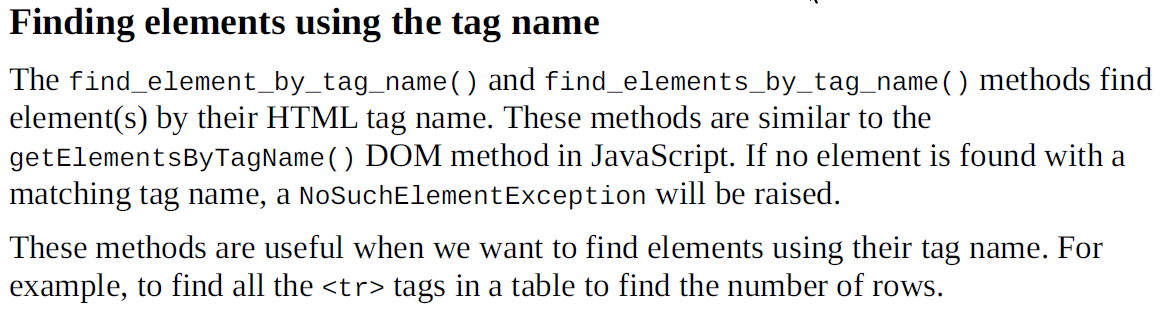 Finding elements using the tag name
The find_element_by_tag_name() and find_elements_by_tag_name() methods find
element(s) by their HTML tag name. These methods are similar to the
getElementsByTagName() DOM method in JavaScript. If no element is found with a
matching tag name, a NoSuchElementException will be raised.
These methods are useful when we want to find elements using their tag name. For
example, to find all the <tr> tags in a table to find the number of rows.